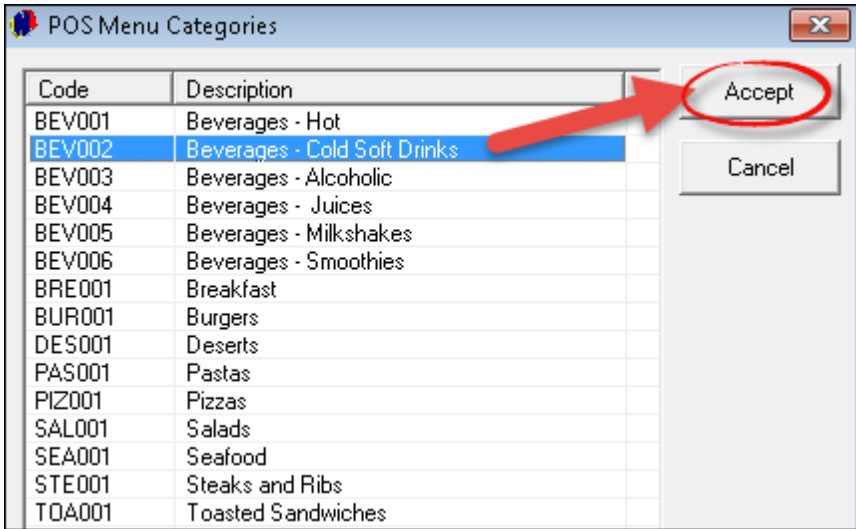 POS Menu Categories
Code Description
Accept
BEV001 Beverages - Hot
BEV002 Beverages - Cold Soft Drinks
Cancel
BEV003 Beverages - Alcoholic
BEV004 Beverages -  Juices
BEV005 Beverages - Milkshakes
BEV006 Beverages - Smoothies
BRE001 Breakfast
BUR001 Burgers
DES001 Deserts
PAS001 Pastas
PIZ001 Pizzas
SAL001 Salads
SEA001 Seafood
STE001 Steaks and Ribs
TOA001 Toasted Sandwiches